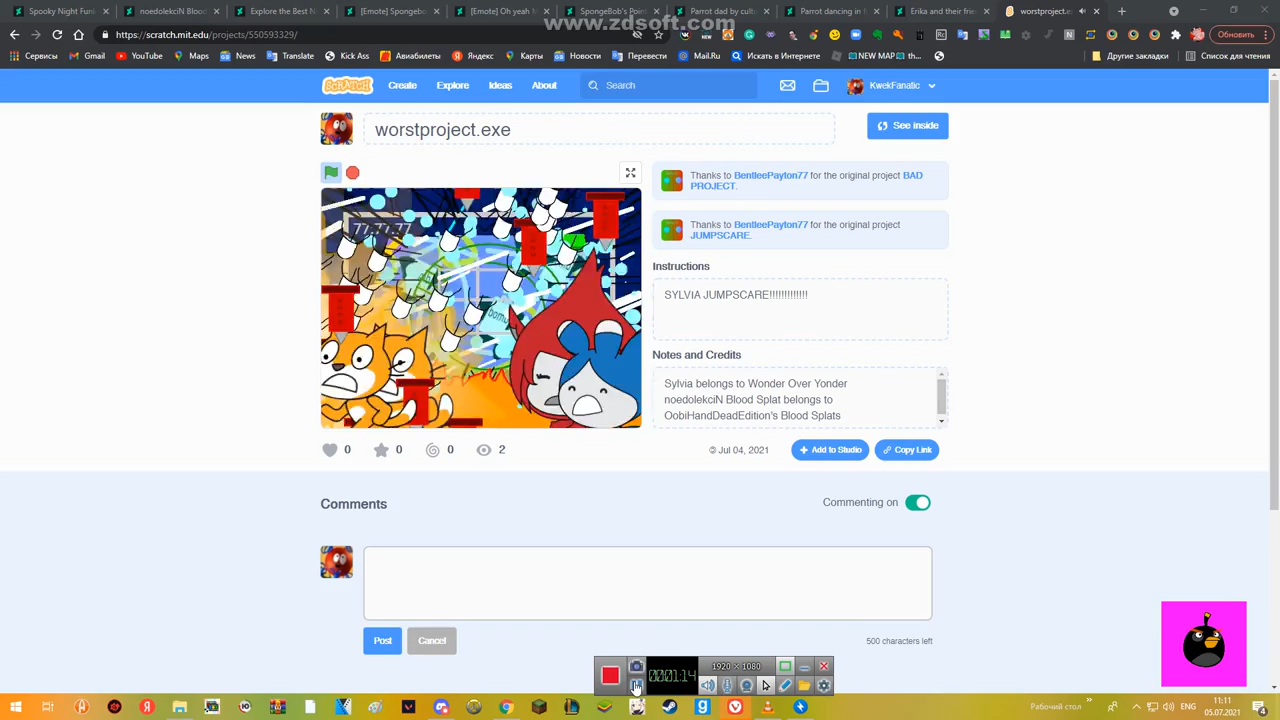 Spooky Night Funk
noedolekciN Blood
Explore the Best N
[Emote] Spongebo
[Emote] Oh yeah M
SpongeBob's Poin
Parrot dad by cult
Parrot dancing in
Erika and their frie
worstproject.ex
www.zdsoft.com
https://scratch.mit.edu/projects/550593329/
Обновить
Сервисы
YouTube
Maps
News
Translate
Kick Ass
Авиабилеты
Яндекс
Карты
Новости
Перевести
Mail.Ru
Искать в Интернете
NEW MAP
th...
Другие закладки
Список для чтения
SCRATCH
Create
Explore
Ideas
About
Search
KwekFanatic
worstproject.exe
See inside
Thanks to BentleePayton77 for the original project BAD
PROJECT.
Thanks to BentleePayton77 for the original project
JUMPSCARE.
Instructions
SYLVIA JUMPSCARE!!!!!!!!!!!!!
Notes and Credits
Sylvia belongs to Wonder Over Yonder
noedolekciN Blood Splat belongs to
OobiHandDeadEdition's Blood Splats
0
0
0
2
© Jul 04, 2021
Add to Studio
Copy Link
Comments
Commenting on
Post
Cancel
500 characters left
0:00:1:14
1920 × 1080
Рабочий стол
ENG
11:11
05.07.2021
4